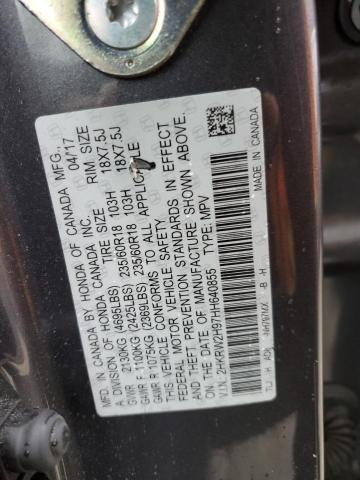 MFD. IN CANADA BY HONDA OF CANADA MFG.,
A DIVISION OF HONDA CANADA INC. 04/17
TIRE SIZE RIM SIZE
GVWR 2130KG (4695LBS)
GAWR F 1100KG (2425LBS) 235/60R18 103H 18X7.5J
GAWR R 1075KG (2369LBS) 235/60R18 103H 18X7.5J
THIS VEHICLE CONFORMS TO ALL APPLICABLE
FEDERAL MOTOR VEHICLE SAFETY
STANDARDS IN EFFECT
ON THE DATE OF MANUFACTURE SHOWN ABOVE.
V.I.N.: 2HKRW2H97HH640855 TYPE: MPV
MADE IN CANADA